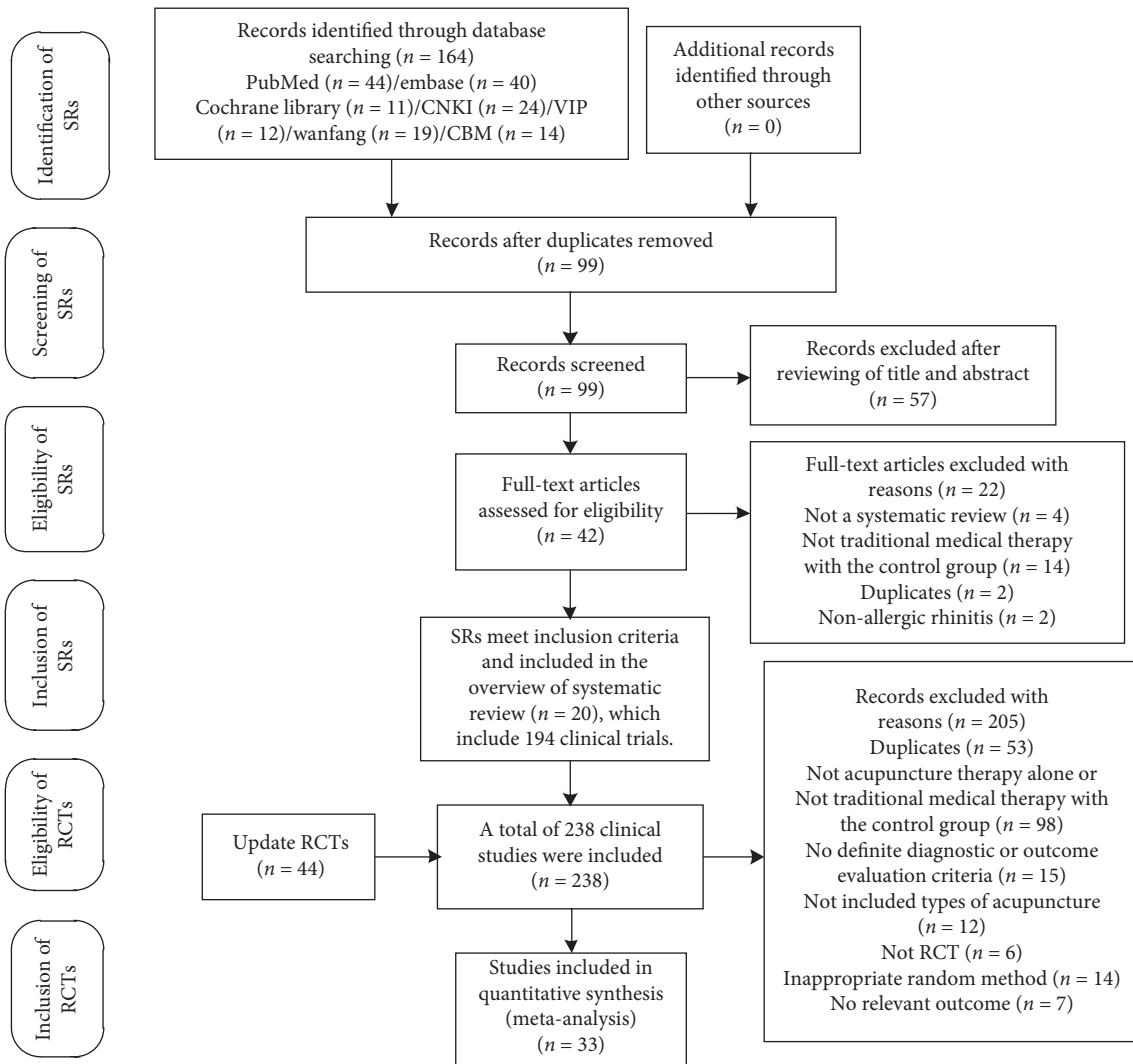 Identification of
SRs
Records identified through database
searching (n = 164)
PubMed (n = 44)/embase (n = 40)
Cochrane library (n = 11)/CNKI (n = 24)/VIP
(n = 12)/wanfang (n = 19)/CBM (n = 14)
Additional records
identified through
other sources
(n = 0)
Screening of
SRs
Records after duplicates removed
(n = 99)
Records screened
(n = 99)
Records excluded after
reviewing of title and abstract
(n = 57)
Eligibility of
SRs
Full-text articles
assessed for eligibility
(n = 42)
Full-text articles excluded with
reasons (n = 22)
Not a systematic review (n = 4)
Not traditional medical therapy
with the control group (n = 14)
Duplicates (n = 2)
Non-allergic rhinitis (n = 2)
Inclusion of
SRs
SRs meet inclusion criteria
and included in the
overview of systematic
review (n = 20), which
include 194 clinical trials.
Eligibility of
RCTs
Update RCTs
(n = 44)
A total of 238 clinical
studies were included
(n = 238)
Records excluded with
reasons (n = 205)
Duplicates (n = 53)
Not acupuncture therapy alone or
Not traditional medical therapy with
the control group (n = 98)
No definite diagnostic or outcome
evaluation criteria (n = 15)
Not included types of acupuncture
(n = 12)
Not RCT (n = 6)
Inappropriate random method (n = 14)
No relevant outcome (n = 7)
Inclusion of
RCTs
Studies included in
quantitative synthesis
(meta-analysis)
(n = 33)